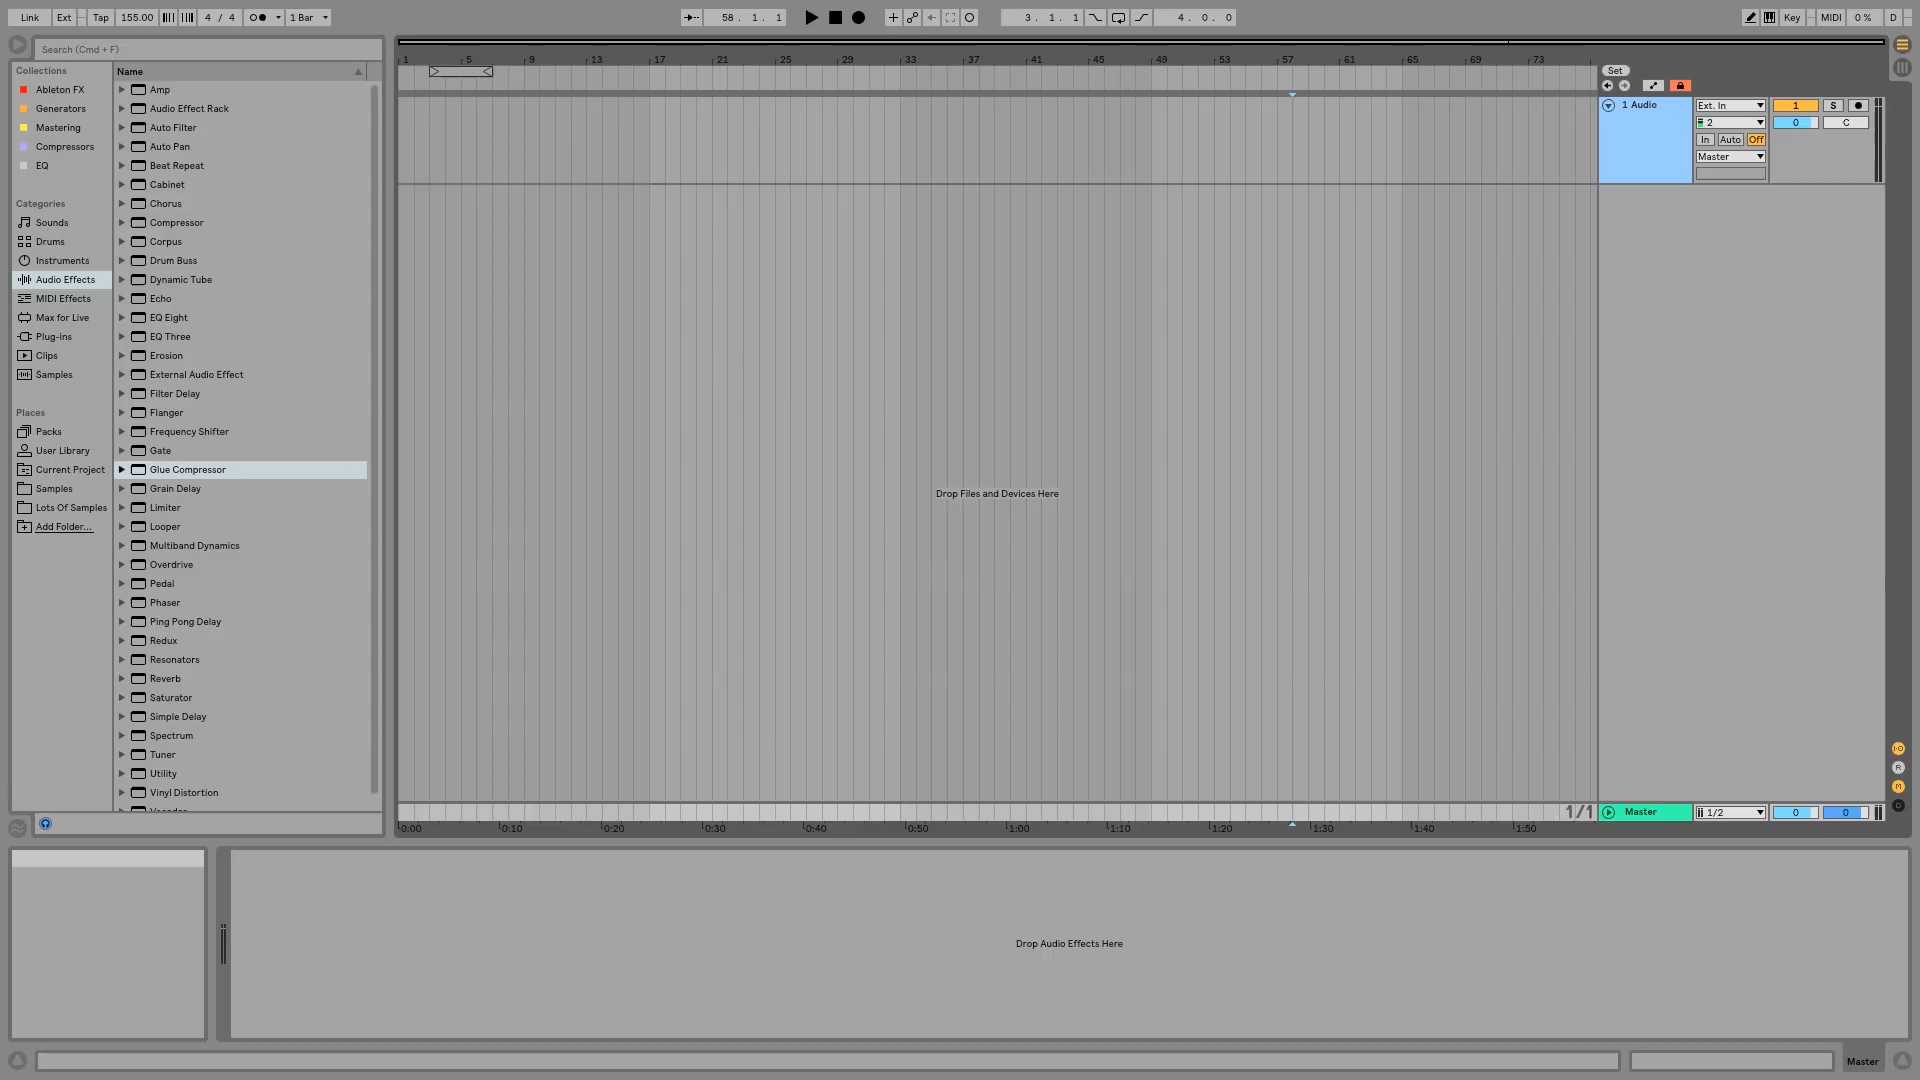 Link Ext Tap 155.00 4 / 4 1 Bar 58. 1. 1 3. 1. 1 4. 0. 0 Key MIDI 0 % D
Search (Cmd + F)
Collections
Ableton FX
Generators
Mastering
Compressors
EQ
Categories
Sounds
Drums
Instruments
Audio Effects
MIDI Effects
Max for Live
Plug-ins
Clips
Samples
Places
Packs
User Library
Current Project
Samples
Lots Of Samples
Add Folder...
Name
Amp
Audio Effect Rack
Auto Filter
Auto Pan
Beat Repeat
Cabinet
Chorus
Compressor
Corpus
Drum Buss
Dynamic Tube
Echo
EQ Eight
EQ Three
Erosion
External Audio Effect
Filter Delay
Flanger
Frequency Shifter
Gate
Glue Compressor
Grain Delay
Limiter
Looper
Multiband Dynamics
Overdrive
Pedal
Phaser
Ping Pong Delay
Redux
Resonators
Reverb
Saturator
Simple Delay
Spectrum
Tuner
Utility
Vinyl Distortion
1 5 9 13 17 21 25 29 33 37 41 45 49 53 57 61 65 69 73
Set
1 Audio Ext. In 1 S
2 0 C
In Auto Off
Master
Drop Files and Devices Here
I·O
R
M
D
1/1 Master 1/2 0 0
0:00 0:10 0:20 0:30 0:40 0:50 1:00 1:10 1:20 1:30 1:40 1:50
Drop Audio Effects Here
Master